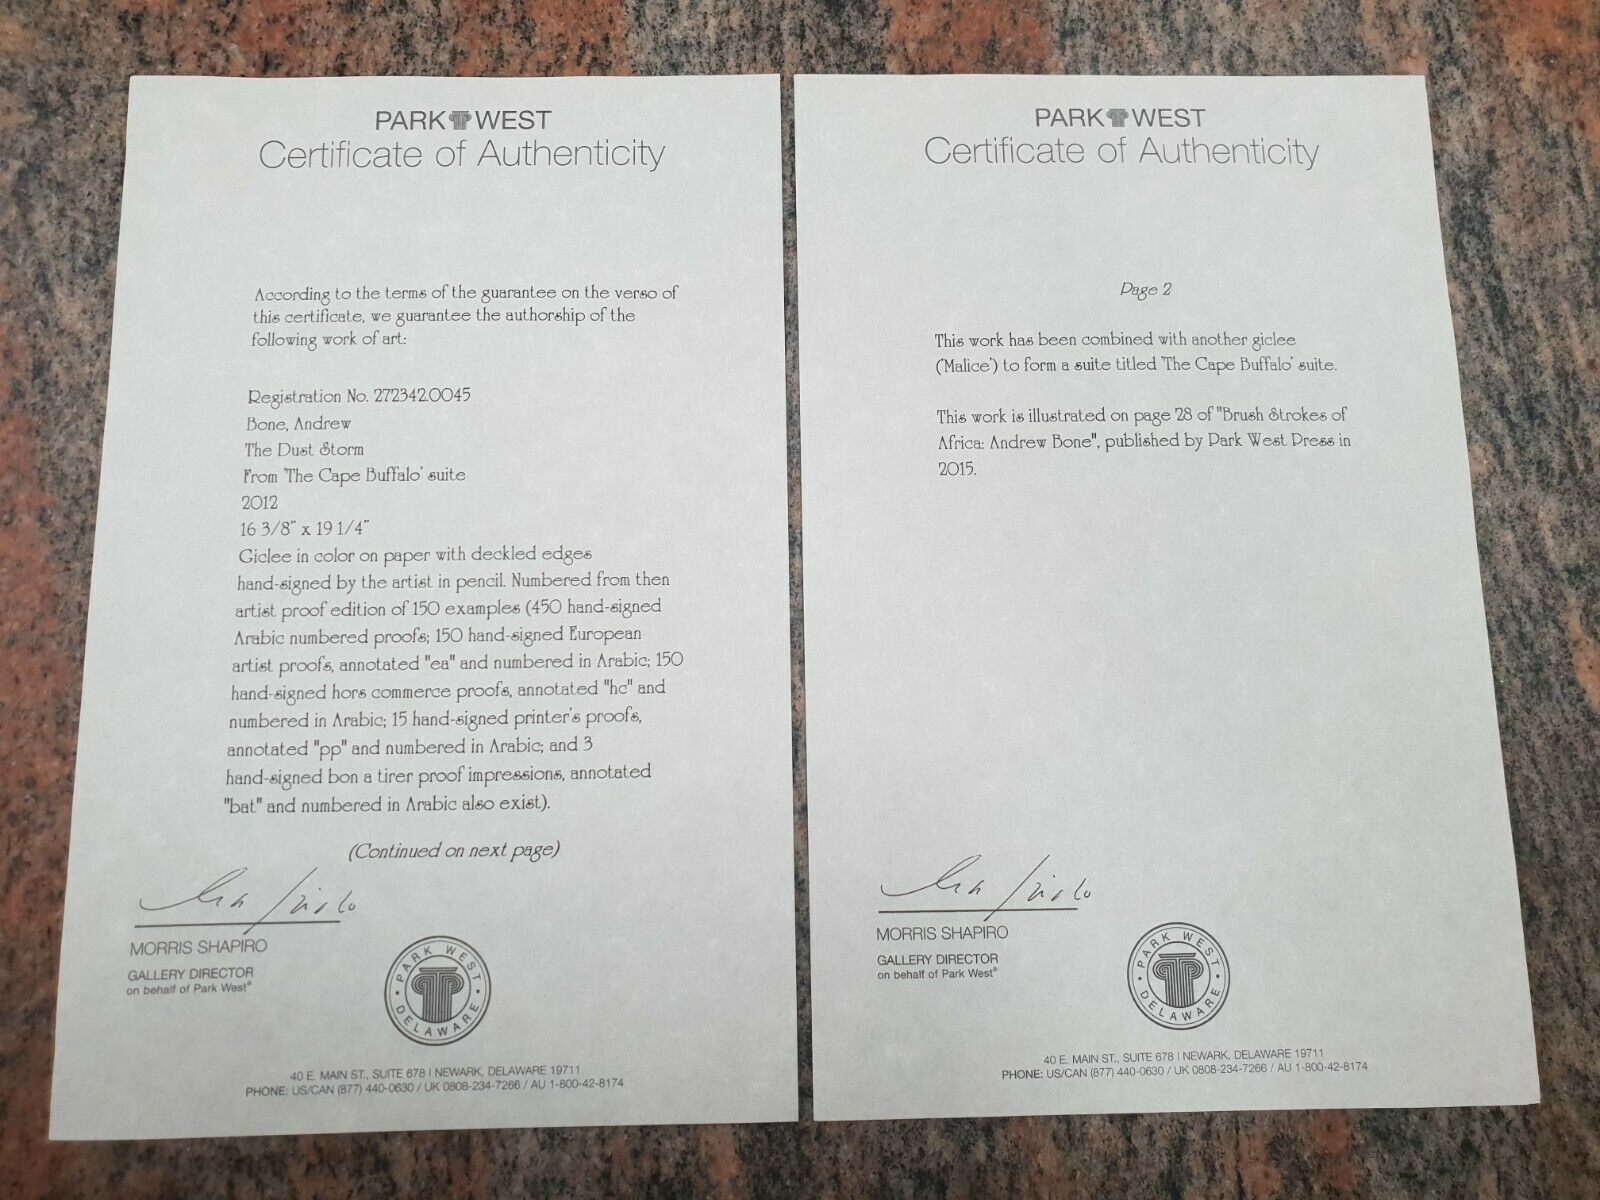 PARK WEST
Certificate of Authenticity
According to the terms of the guarantee on the verso of
this certificate, we guarantee the authorship of the
following work of art:
Registration No. 272342.0045
Bone, Andrew
The Dust Storm
From 'The Cape Buffalo' suite
2012
16 3/8" x 19 1/4"
Giclee in color on paper with deckled edges
hand-signed by the artist in pencil. Numbered from then
artist proof edition of 150 examples (450 hand-signed
Arabic numbered proofs; 150 hand-signed European
artist proofs, annotated "ea" and numbered in Arabic; 150
hand-signed hors commerce proofs, annotated "hc" and
numbered in Arabic; 15 hand-signed printer's proofs,
annotated "pp" and numbered in Arabic; and 3
hand-signed bon a tirer proof impressions, annotated
"bat" and numbered in Arabic also exist).
(Continued on next page)
MORRIS SHAPIRO
GALLERY DIRECTOR
on behalf of Park West®
PARK WEST
• DELAWARE •
40 E. MAIN ST., SUITE 678 | NEWARK, DELAWARE 19711
PHONE: US/CAN (877) 440-0630 / UK 0808-234-7266 / AU 1-800-42-8174
PARK WEST
Certificate of Authenticity
Page 2
This work has been combined with another giclee
('Malice') to form a suite titled 'The Cape Buffalo' suite.
This work is illustrated on page 28 of "Brush Strokes of
Africa: Andrew Bone", published by Park West Press in
2015.
MORRIS SHAPIRO
GALLERY DIRECTOR
on behalf of Park West®
PARK WEST
• DELAWARE •
40 E. MAIN ST., SUITE 678 | NEWARK, DELAWARE 19711
PHONE: US/CAN (877) 440-0630 / UK 0808-234-7266 / AU 1-800-42-8174